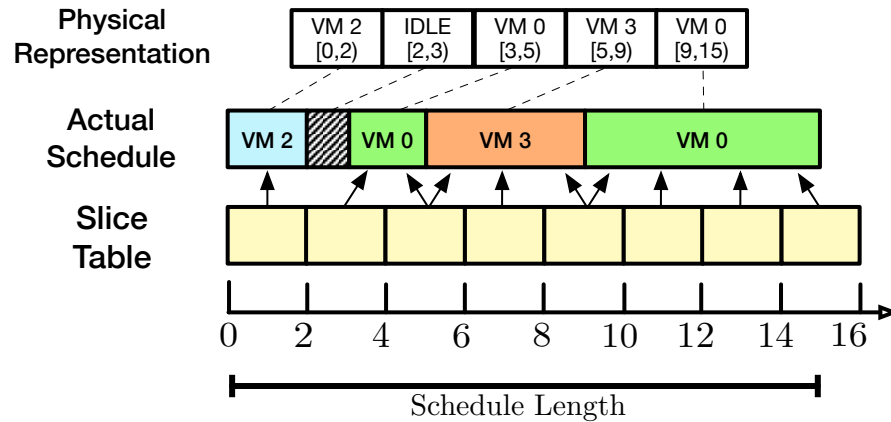 Physical
Representation
VM 2
[0,2)
IDLE
[2,3)
VM 0
[3,5)
VM 3
[5,9)
VM 0
[9,15)
Actual
Schedule
VM 2
VM 0
VM 3
VM 0
Slice
Table
0 2 4 6 8 10 12 14 16
Schedule Length